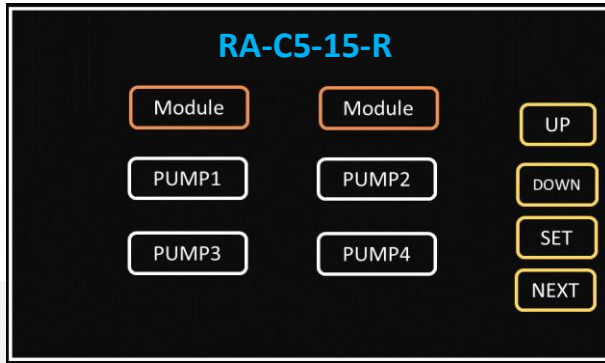 RA-C5-15-R
Module Module
UP
PUMP1 PUMP2
DOWN
SET
PUMP3 PUMP4
NEXT